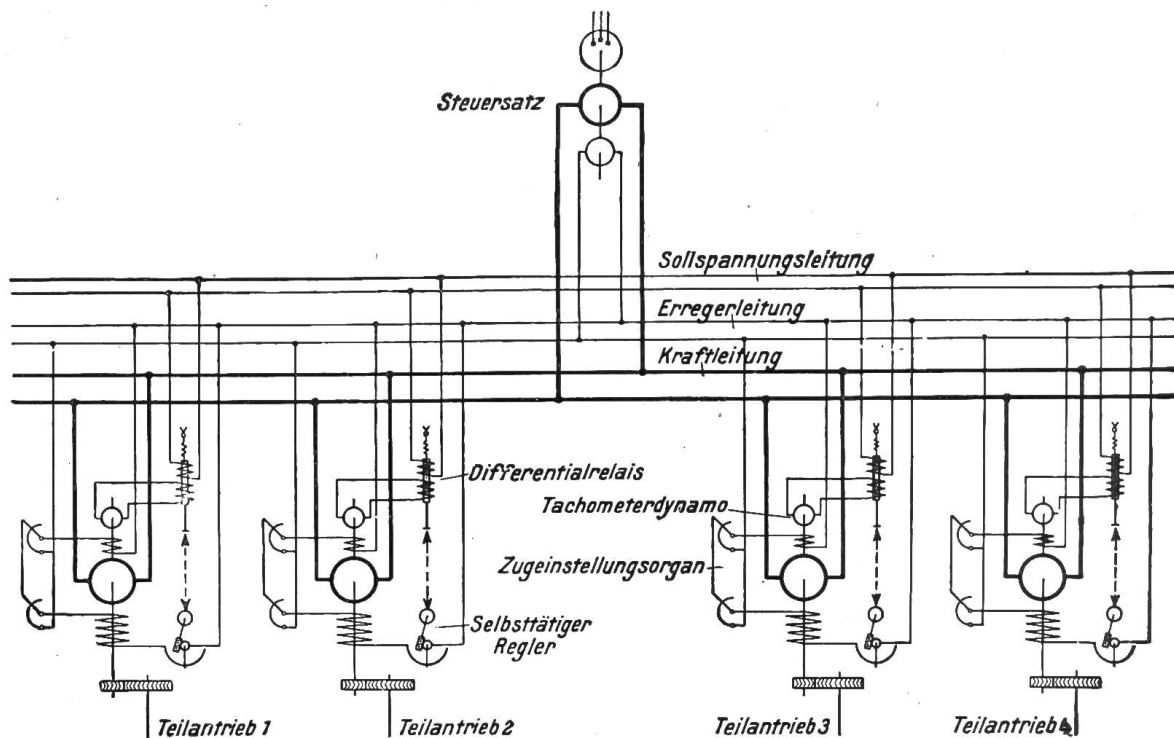 Steuersatz
Sollspannungsleitung
Erregerleitung
Kraftleitung
Differentialrelais
Tachometerdynamo
Zugeinstellungsorgan
Selbsttätiger
Regler
Teilantrieb 1
Teilantrieb 2
Teilantrieb 3
Teilantrieb 4